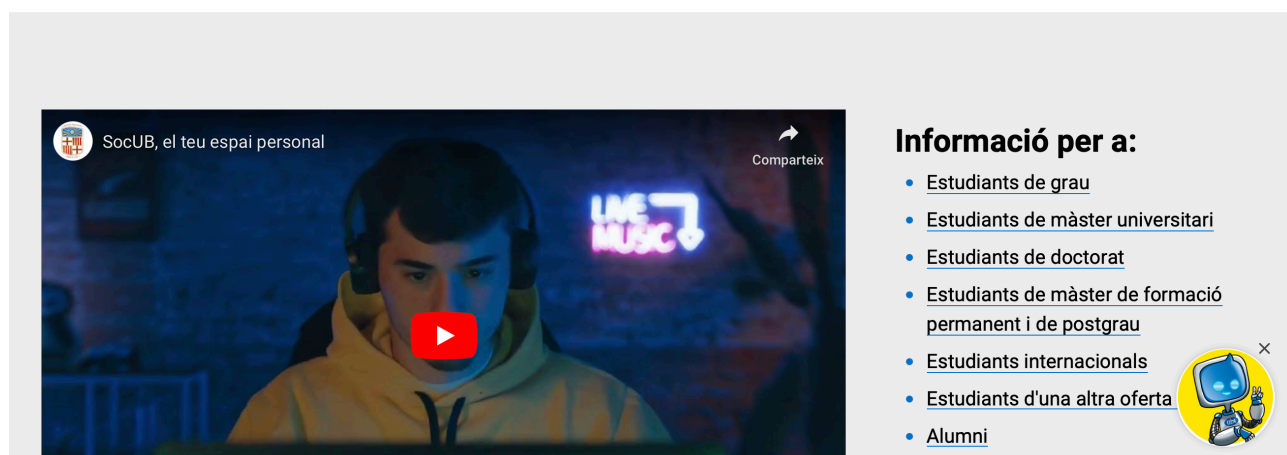 SocUB, el teu espai personal
Comparteix
LIVE
MUSIC
Informació per a:
Estudiants de grau
Estudiants de màster universitari
Estudiants de doctorat
Estudiants de màster de formació
permanent i de postgrau
Estudiants internacionals
Estudiants d'una altra oferta
Alumni